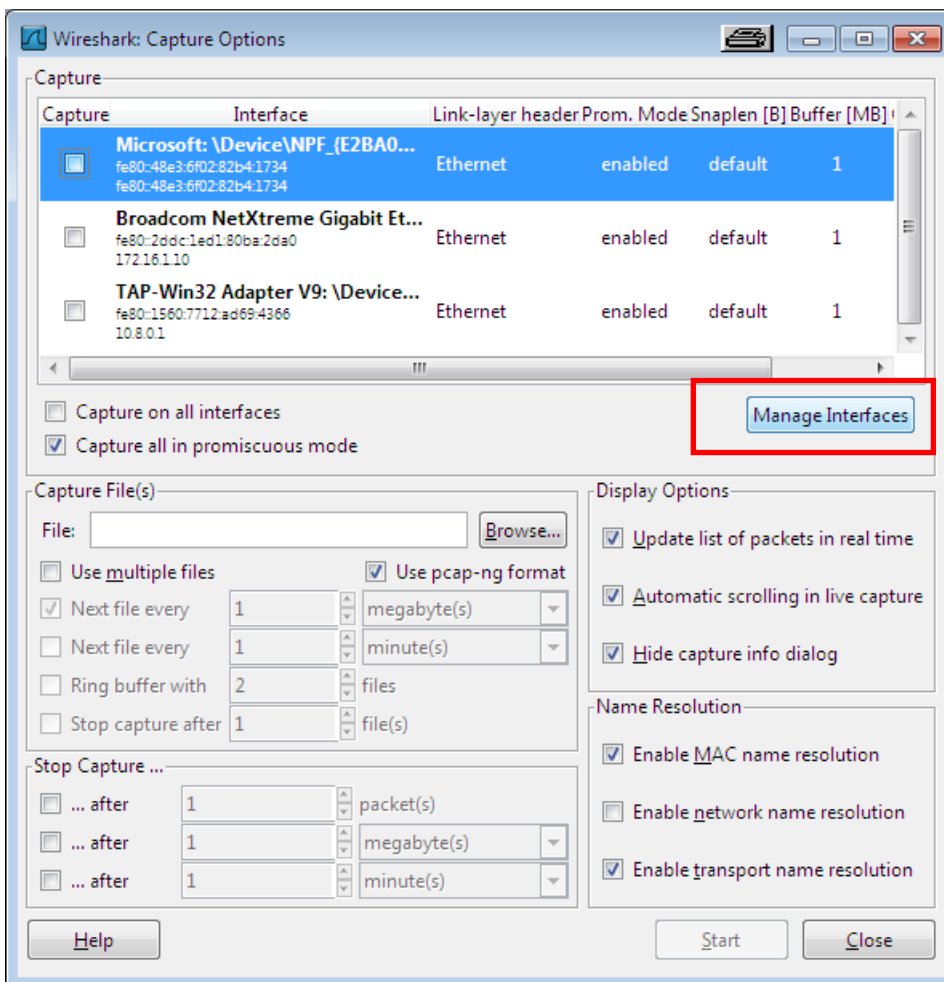 Wireshark: Capture Options
Capture
Capture Interface Link-layer header Prom. Mode Snaplen [B] Buffer [MB]
Microsoft: \Device\NPF_{E2BA0...
fe80::48e3:6f02:82b4:1734 Ethernet enabled default 1
fe80::48e3:6f02:82b4:1734
Broadcom NetXtreme Gigabit Et...
fe80::2ddc:1ed1:80ba:2da0 Ethernet enabled default 1
172.16.1.10
TAP-Win32 Adapter V9: \Device...
fe80::1560:7712:ad69:4366 Ethernet enabled default 1
10.8.0.1
Capture on all interfaces
Manage Interfaces
Capture all in promiscuous mode
Capture File(s)
File: Browse...
Use multiple files Use pcap-ng format
Next file every 1 megabyte(s)
Next file every 1 minute(s)
Ring buffer with 2 files
Stop capture after 1 file(s)
Stop Capture ...
... after 1 packet(s)
... after 1 megabyte(s)
... after 1 minute(s)
Display Options
Update list of packets in real time
Automatic scrolling in live capture
Hide capture info dialog
Name Resolution
Enable MAC name resolution
Enable network name resolution
Enable transport name resolution
Help Start Close